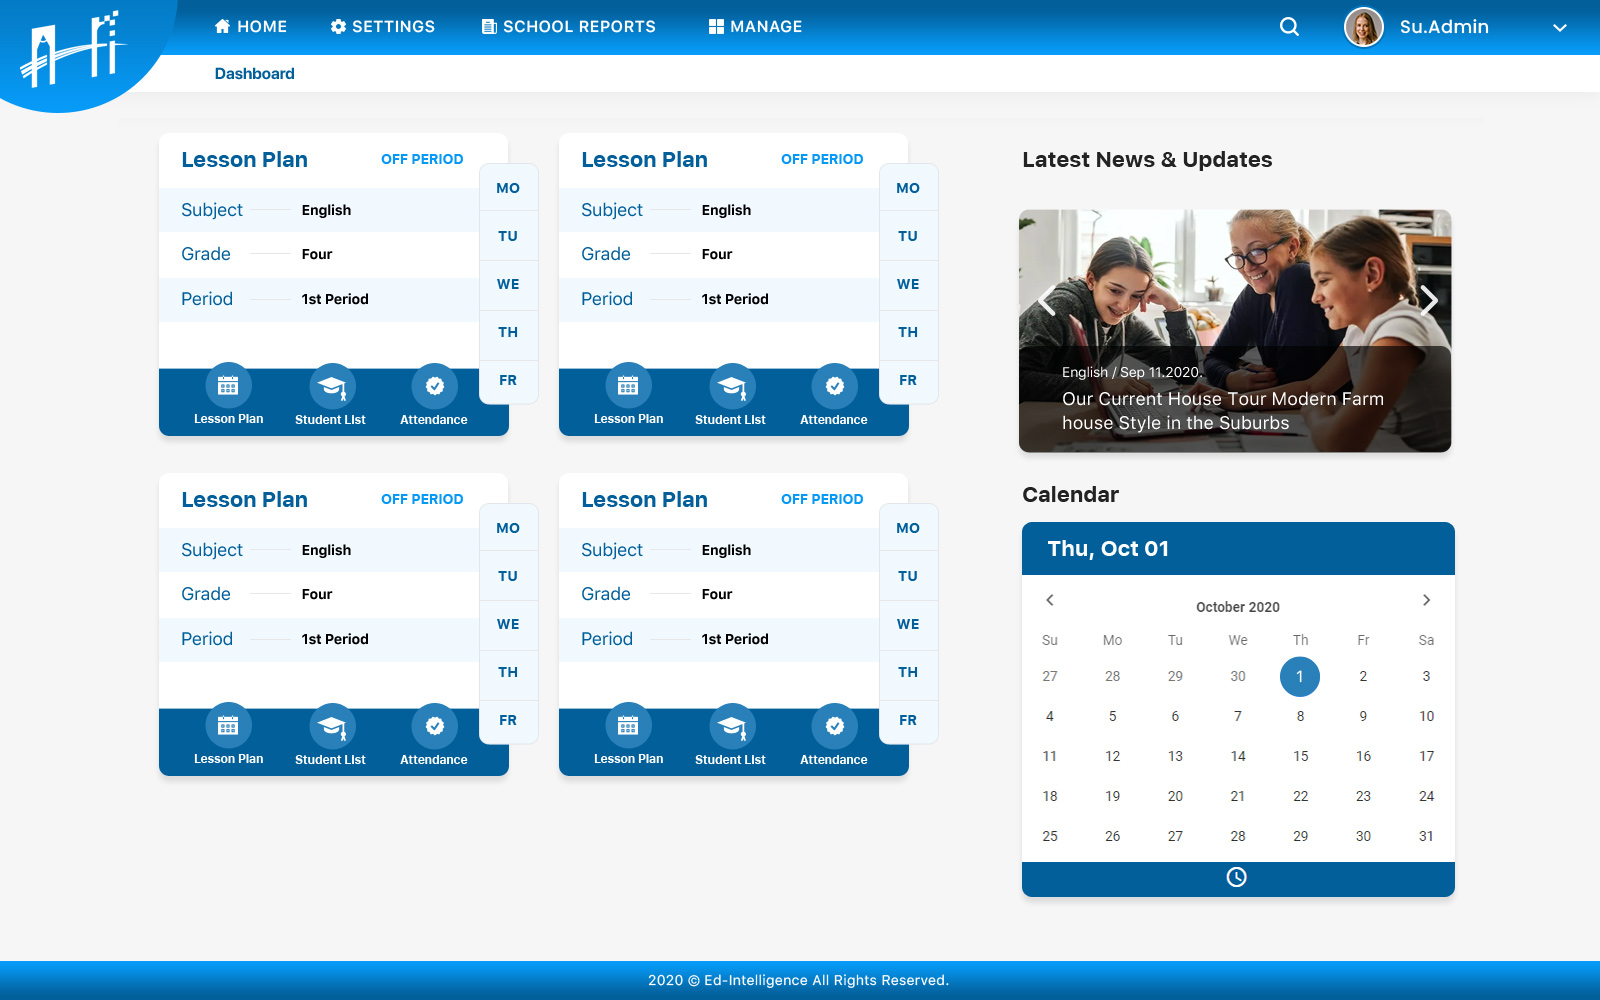 HOME SETTINGS SCHOOL REPORTS MANAGE Su.Admin
Dashboard
Lesson Plan OFF PERIOD
Subject English
Grade Four
Period 1st Period
MO
TU
WE
TH
FR
Lesson Plan Student List Attendance
Lesson Plan OFF PERIOD
Subject English
Grade Four
Period 1st Period
MO
TU
WE
TH
FR
Lesson Plan Student List Attendance
Lesson Plan OFF PERIOD
Subject English
Grade Four
Period 1st Period
MO
TU
WE
TH
FR
Lesson Plan Student List Attendance
Lesson Plan OFF PERIOD
Subject English
Grade Four
Period 1st Period
MO
TU
WE
TH
FR
Lesson Plan Student List Attendance
Latest News & Updates
English / Sep 11.2020.
Our Current House Tour Modern Farm
house Style in the Suburbs
Calendar
Thu, Oct 01
October 2020
Su Mo Tu We Th Fr Sa
27 28 29 30 1 2 3
4 5 6 7 8 9 10
11 12 13 14 15 16 17
18 19 20 21 22 23 24
25 26 27 28 29 30 31
2020 © Ed-Intelligence All Rights Reserved.